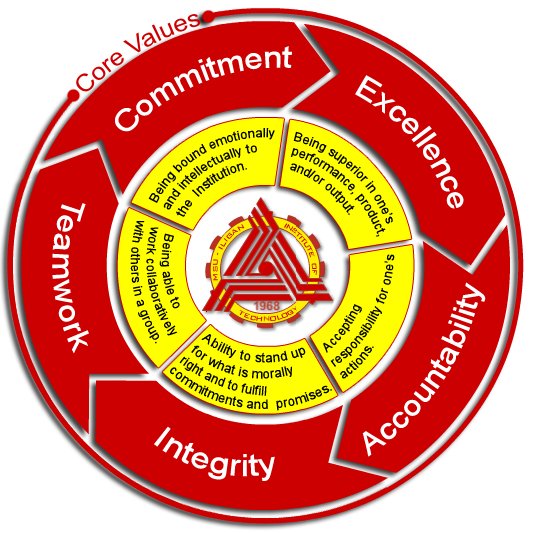 Core Values
Commitment
Being bound emotionally
and intellectually to
the Institution.
Excellence
Being superior in one's
performance, product,
and/or output.
Accountability
Accepting
responsibility for one's
actions.
Integrity
Ability to stand up
for what is morally
right and to fulfill
commitments and promises.
Teamwork
Being able to
work collaboratively
with others in a group.
MSU - ILIGAN INSTITUTE OF
TECHNOLOGY
1968